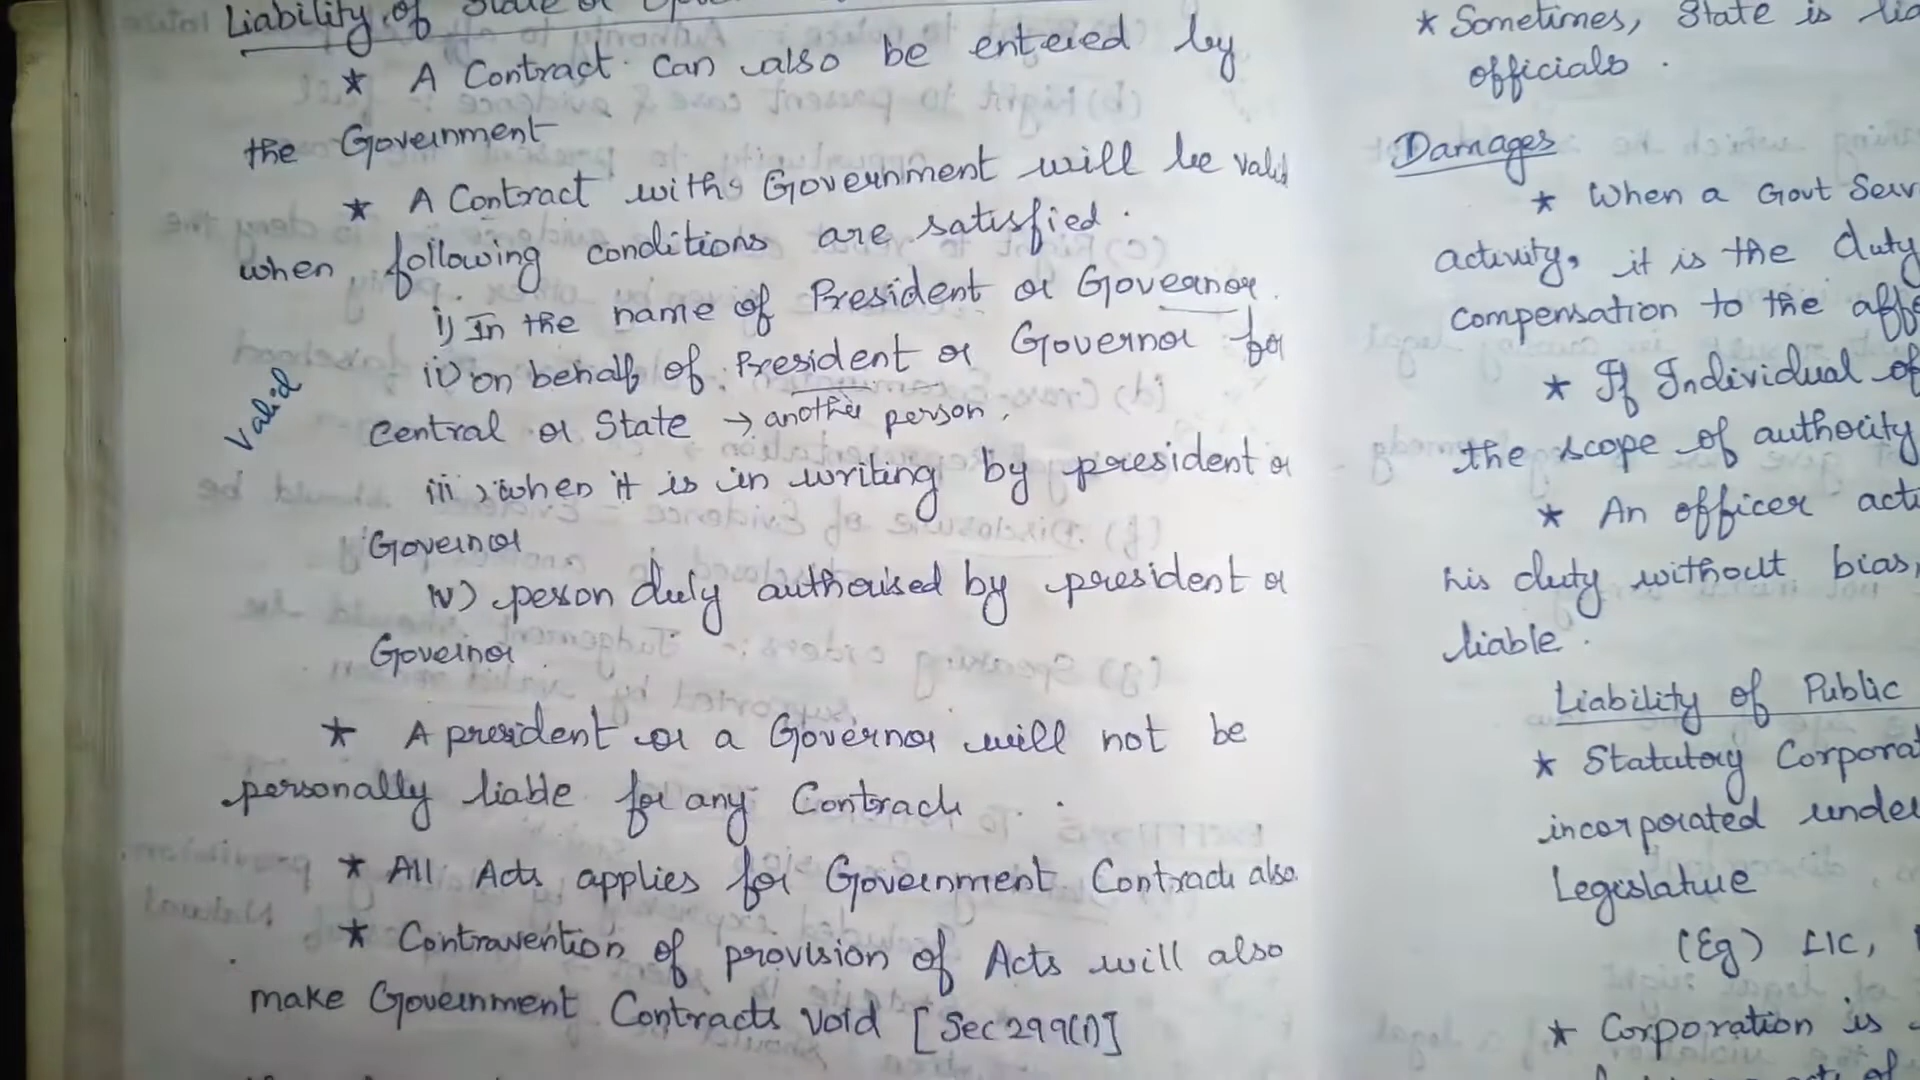 Liability of State or
* A Contract can also be entered by
the Government
* A Contract with Government will be valid
when following conditions are satisfied.
i) In the name of President or Governor.
ii) on behalf of President or Governor for
Central or State → another person.
iii) when it is in writing by president or
Governor
iv) person duly authorised by president or
Governor.
* A president or a Governor will not be
personally liable for any Contract.
* All Acts applies for Government Contracts also.
* Contravention of provision of Acts will also
make Government Contracts void [Sec 299(1)]
Valid
* Sometimes, State is
officials.
Damages
* When a Govt
activity, it is the duty
compensation to the
* If Individual
the scope of authority
* An officer
his duty without bias,
liable.
Liability of Public
* Statutory
incorporated under
Legislature
(Eg) LIC,
* Corporation is